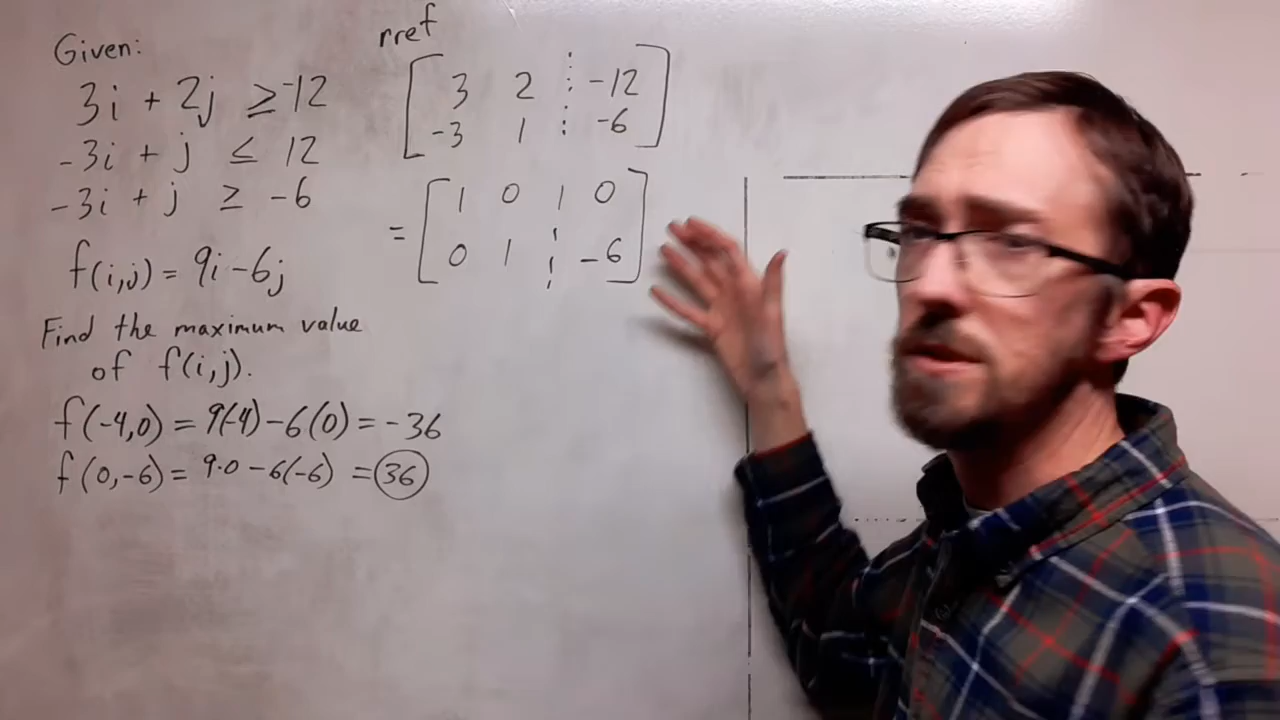 Given:
3i + 2j ≥ -12
-3i + j ≤ 12
-3i + j ≥ -6
f(i,j) = 9i - 6j
Find the maximum value
of f(i,j).
f(-4,0) = 9(-4) - 6(0) = -36
f(0,-6) = 9·0 - 6(-6) = 36
rref
[ 3 2 ⋮ -12
-3 1 ⋮ -6 ]
= [ 1 0 | 0
0 1 ¦ -6 ]